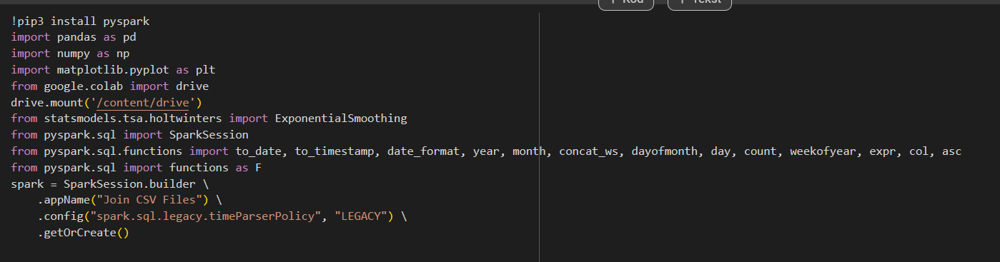 + Kod + Tekst
!pip3 install pyspark
import pandas as pd
import numpy as np
import matplotlib.pyplot as plt
from google.colab import drive
drive.mount('/content/drive')
from statsmodels.tsa.holtwinters import ExponentialSmoothing
from pyspark.sql import SparkSession
from pyspark.sql.functions import to_date, to_timestamp, date_format, year, month, concat_ws, dayofmonth, day, count, weekofyear, expr, col, asc
from pyspark.sql import functions as F
spark = SparkSession.builder \
    .appName("Join CSV Files") \
    .config("spark.sql.legacy.timeParserPolicy", "LEGACY") \
    .getOrCreate()